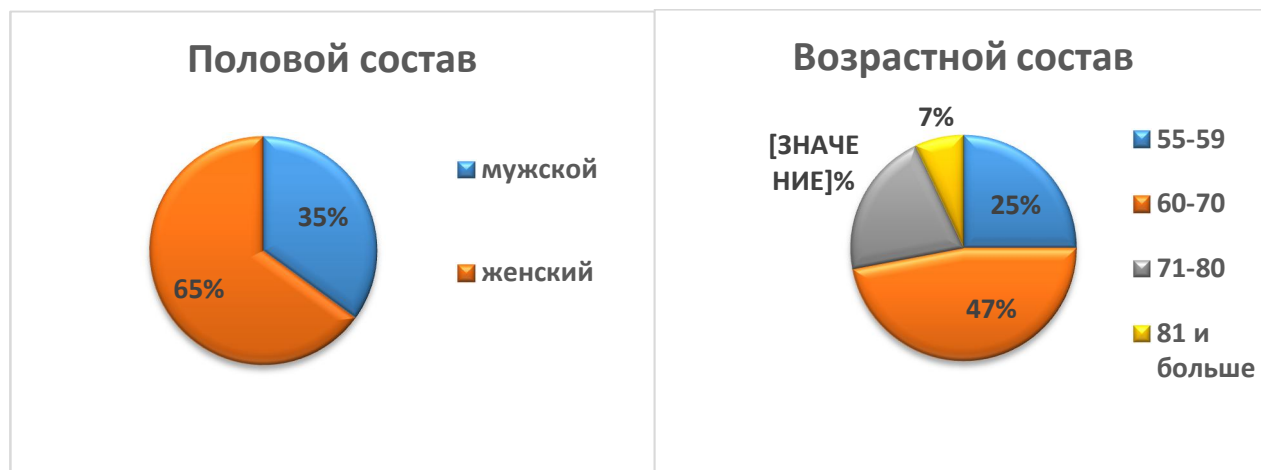 Половой состав
35%
65%
мужской
женский
Возрастной состав
7%
[ЗНАЧЕ
НИЕ]%
25%
47%
55-59
60-70
71-80
81 и
больше